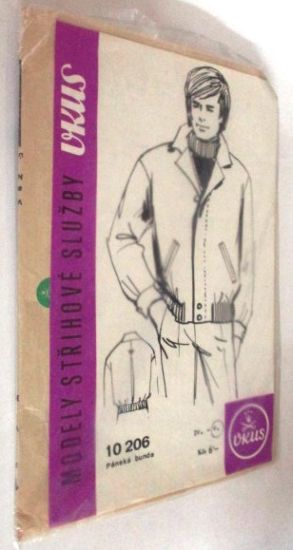 MODELY STŘIHOVÉ SLUŽBY VKUS
10 206
Pánská bunda
Kčs 6'—
VKUS